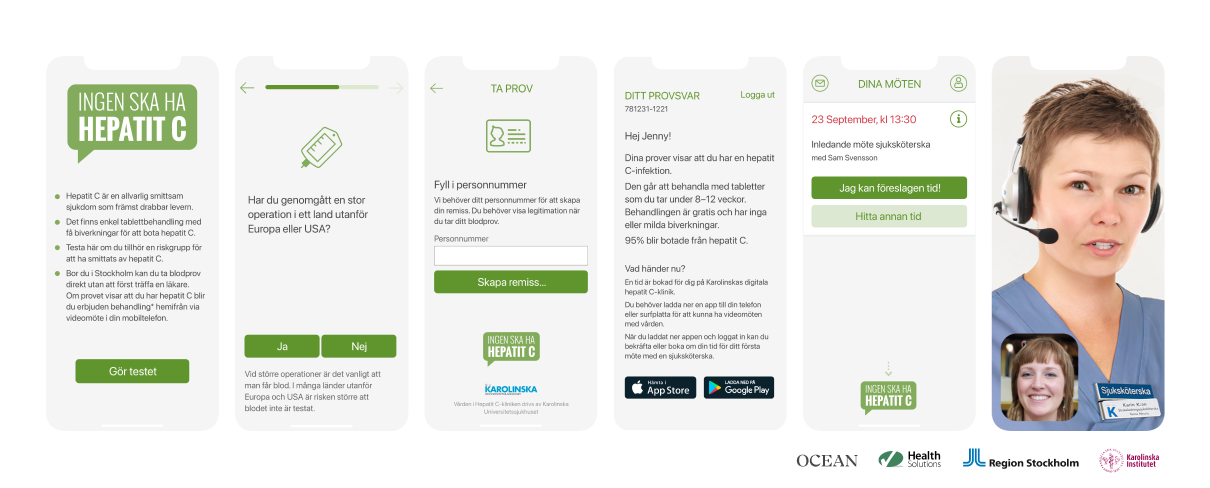 INGEN SKA HA
HEPATIT C
Hepatit C är en allvarlig smittsam
sjukdom som främst drabbar levern.
Det finns enkel tablettbehandling med
få biverkningar för att bota hepatit C.
Testa här om du tillhör en riskgrupp för
att ha smittats av hepatit C.
Bor du i Stockholm kan du ta blodprov
direkt utan att först träffa en läkare.
Om provet visar att du har hepatit C blir
du erbjuden behandling* hemifrån via
videomöte i din mobiltelefon.
Gör testet
Har du genomgått en stor
operation i ett land utanför
Europa eller USA?
Ja
Nej
Vid större operationer är det vanligt att
man får blod. I många länder utanför
Europa och USA är risken större att
blodet inte är testat.
TA PROV
Fyll i personnummer
Vi behöver ditt personnummer för att skapa
din remiss. Du behöver visa legitimation när
du tar ditt blodprov.
Personnummer
Skapa remiss...
INGEN SKA HA
HEPATIT C
KAROLINSKA
Vården i Hepatit C-kliniken drivs av Karolinska
Universitetssjukhuset
DITT PROVSVAR
Logga ut
781231-1221
Hej Jenny!
Dina prover visar att du har en hepatit
C-infektion.
Den går att behandla med tabletter
som du tar under 8–12 veckor.
Behandlingen är gratis och har inga
eller milda biverkningar.
95% blir botade från hepatit C.
Vad händer nu?
En tid är bokad för dig på Karolinskas digitala
hepatit C-klinik.
Du behöver ladda ner en app till din telefon
eller surfplatta för att kunna ha videomöten
med vården.
När du laddat ner appen och loggat in kan du
bekräfta eller boka om din tid för ditt första
möte med en sjuksköterska.
Hämta i
App Store
LADDA NED PÅ
Google Play
DINA MÖTEN
23 September, kl 13:30
i
Inledande möte sjuksköterska
med Sam Svensson
Jag kan föreslagen tid!
Hitta annan tid
INGEN SKA HA
HEPATIT C
Sjuksköterska
K
OCEAN
Health
Solutions
Region Stockholm
Karolinska
Institutet